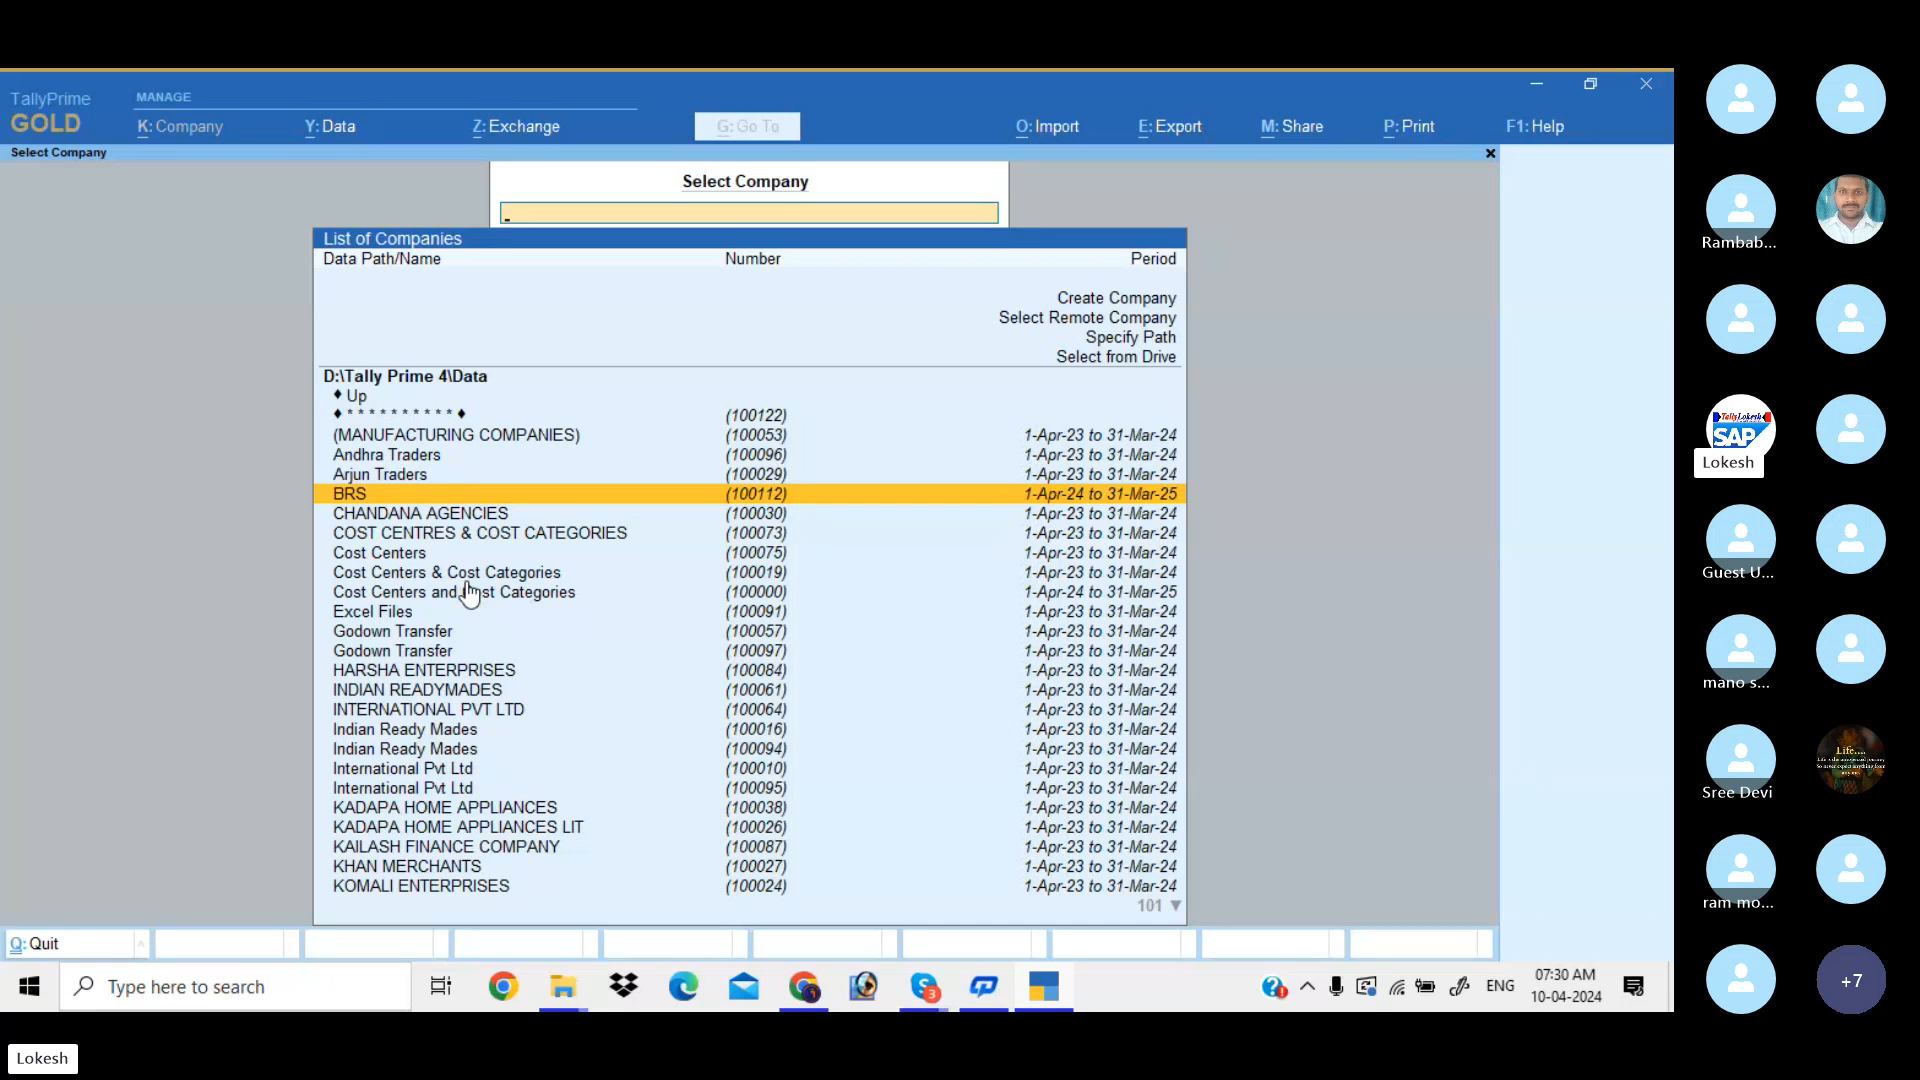 TallyPrime
GOLD
MANAGE
K: Company
Y: Data
Z: Exchange
G: Go To
O: Import
E: Export
M: Share
P: Print
F1: Help
Select Company
Select Company
List of Companies
Data Path/Name Number Period
Create Company
Select Remote Company
Specify Path
Select from Drive
D:\Tally Prime 4\Data
♦ Up
♦ * * * * * * * * * * ♦ (100122)
(MANUFACTURING COMPANIES) (100053) 1-Apr-23 to 31-Mar-24
Andhra Traders (100096) 1-Apr-23 to 31-Mar-24
Arjun Traders (100029) 1-Apr-23 to 31-Mar-24
BRS (100112) 1-Apr-24 to 31-Mar-25
CHANDANA AGENCIES (100030) 1-Apr-23 to 31-Mar-24
COST CENTRES & COST CATEGORIES (100073) 1-Apr-23 to 31-Mar-24
Cost Centers (100075) 1-Apr-23 to 31-Mar-24
Cost Centers & Cost Categories (100019) 1-Apr-23 to 31-Mar-24
Cost Centers and Cost Categories (100000) 1-Apr-24 to 31-Mar-25
Excel Files (100091) 1-Apr-23 to 31-Mar-24
Godown Transfer (100057) 1-Apr-23 to 31-Mar-24
Godown Transfer (100097) 1-Apr-23 to 31-Mar-24
HARSHA ENTERPRISES (100084) 1-Apr-23 to 31-Mar-24
INDIAN READYMADES (100061) 1-Apr-23 to 31-Mar-24
INTERNATIONAL PVT LTD (100064) 1-Apr-23 to 31-Mar-24
Indian Ready Mades (100016) 1-Apr-23 to 31-Mar-24
Indian Ready Mades (100094) 1-Apr-23 to 31-Mar-24
International Pvt Ltd (100010) 1-Apr-23 to 31-Mar-24
International Pvt Ltd (100095) 1-Apr-23 to 31-Mar-24
KADAPA HOME APPLIANCES (100038) 1-Apr-23 to 31-Mar-24
KADAPA HOME APPLIANCES LIT (100026) 1-Apr-23 to 31-Mar-24
KAILASH FINANCE COMPANY (100087) 1-Apr-23 to 31-Mar-24
KHAN MERCHANTS (100027) 1-Apr-23 to 31-Mar-24
KOMALI ENTERPRISES (100024) 1-Apr-23 to 31-Mar-24
101 ▼
Q: Quit
Type here to search
3
ENG
07:30 AM
10-04-2024
Rambab...
TallyLokesh
SAP
Lokesh
Guest U...
mano s...
Life....
Sree Devi
ram mo...
+7
Lokesh